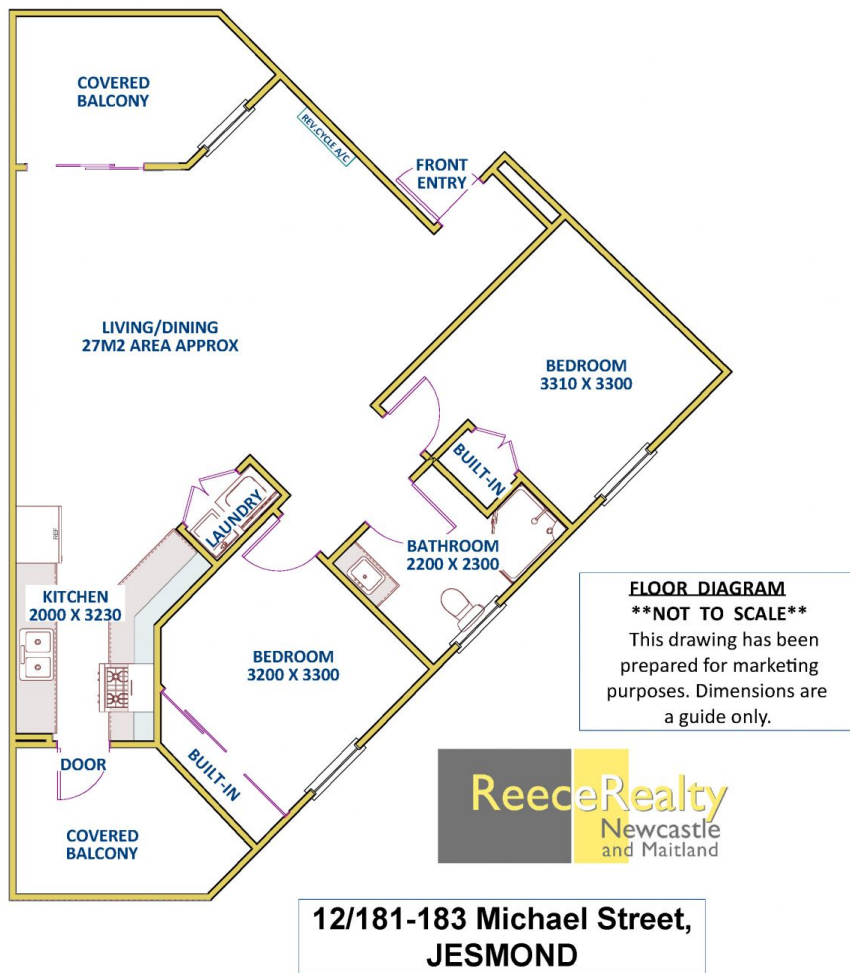 COVERED
BALCONY
REV.CYCLE A/C
FRONT
ENTRY
LIVING/DINING
27M2 AREA APPROX
BEDROOM
3310 X 3300
BUILT-IN
LAUNDRY
BATHROOM
2200 X 2300
REF
KITCHEN
2000 X 3230
BEDROOM
3200 X 3300
BUILT-IN
DOOR
COVERED
BALCONY
FLOOR DIAGRAM
**NOT TO SCALE**
This drawing has been
prepared for marketing
purposes. Dimensions are
a guide only.
ReeceRealty
Newcastle
and Maitland
12/181-183 Michael Street,
JESMOND